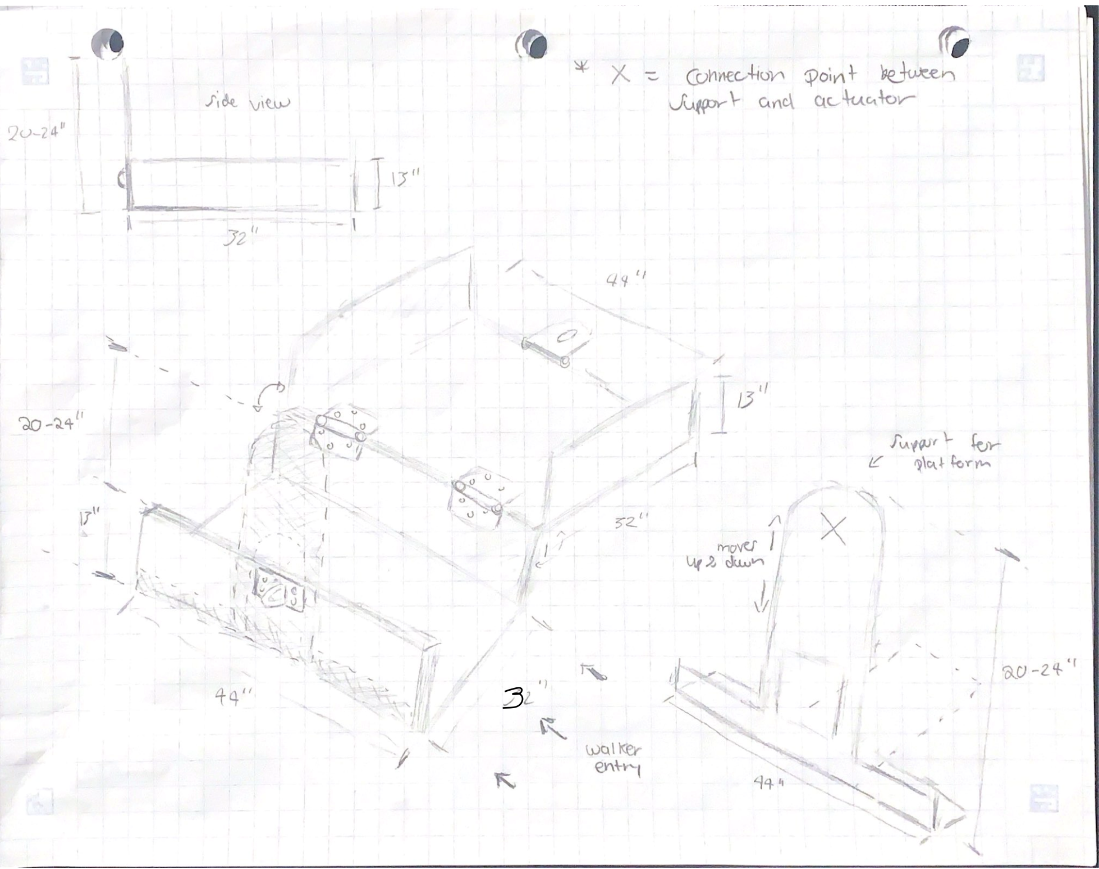 * X = connection point between
support and actuator
side view
20-24"
13"
32"
44"
13"
20-24"
support for
platform
13"
32"
moves
up & down
20-24"
44"
32"
walker
entry
44"